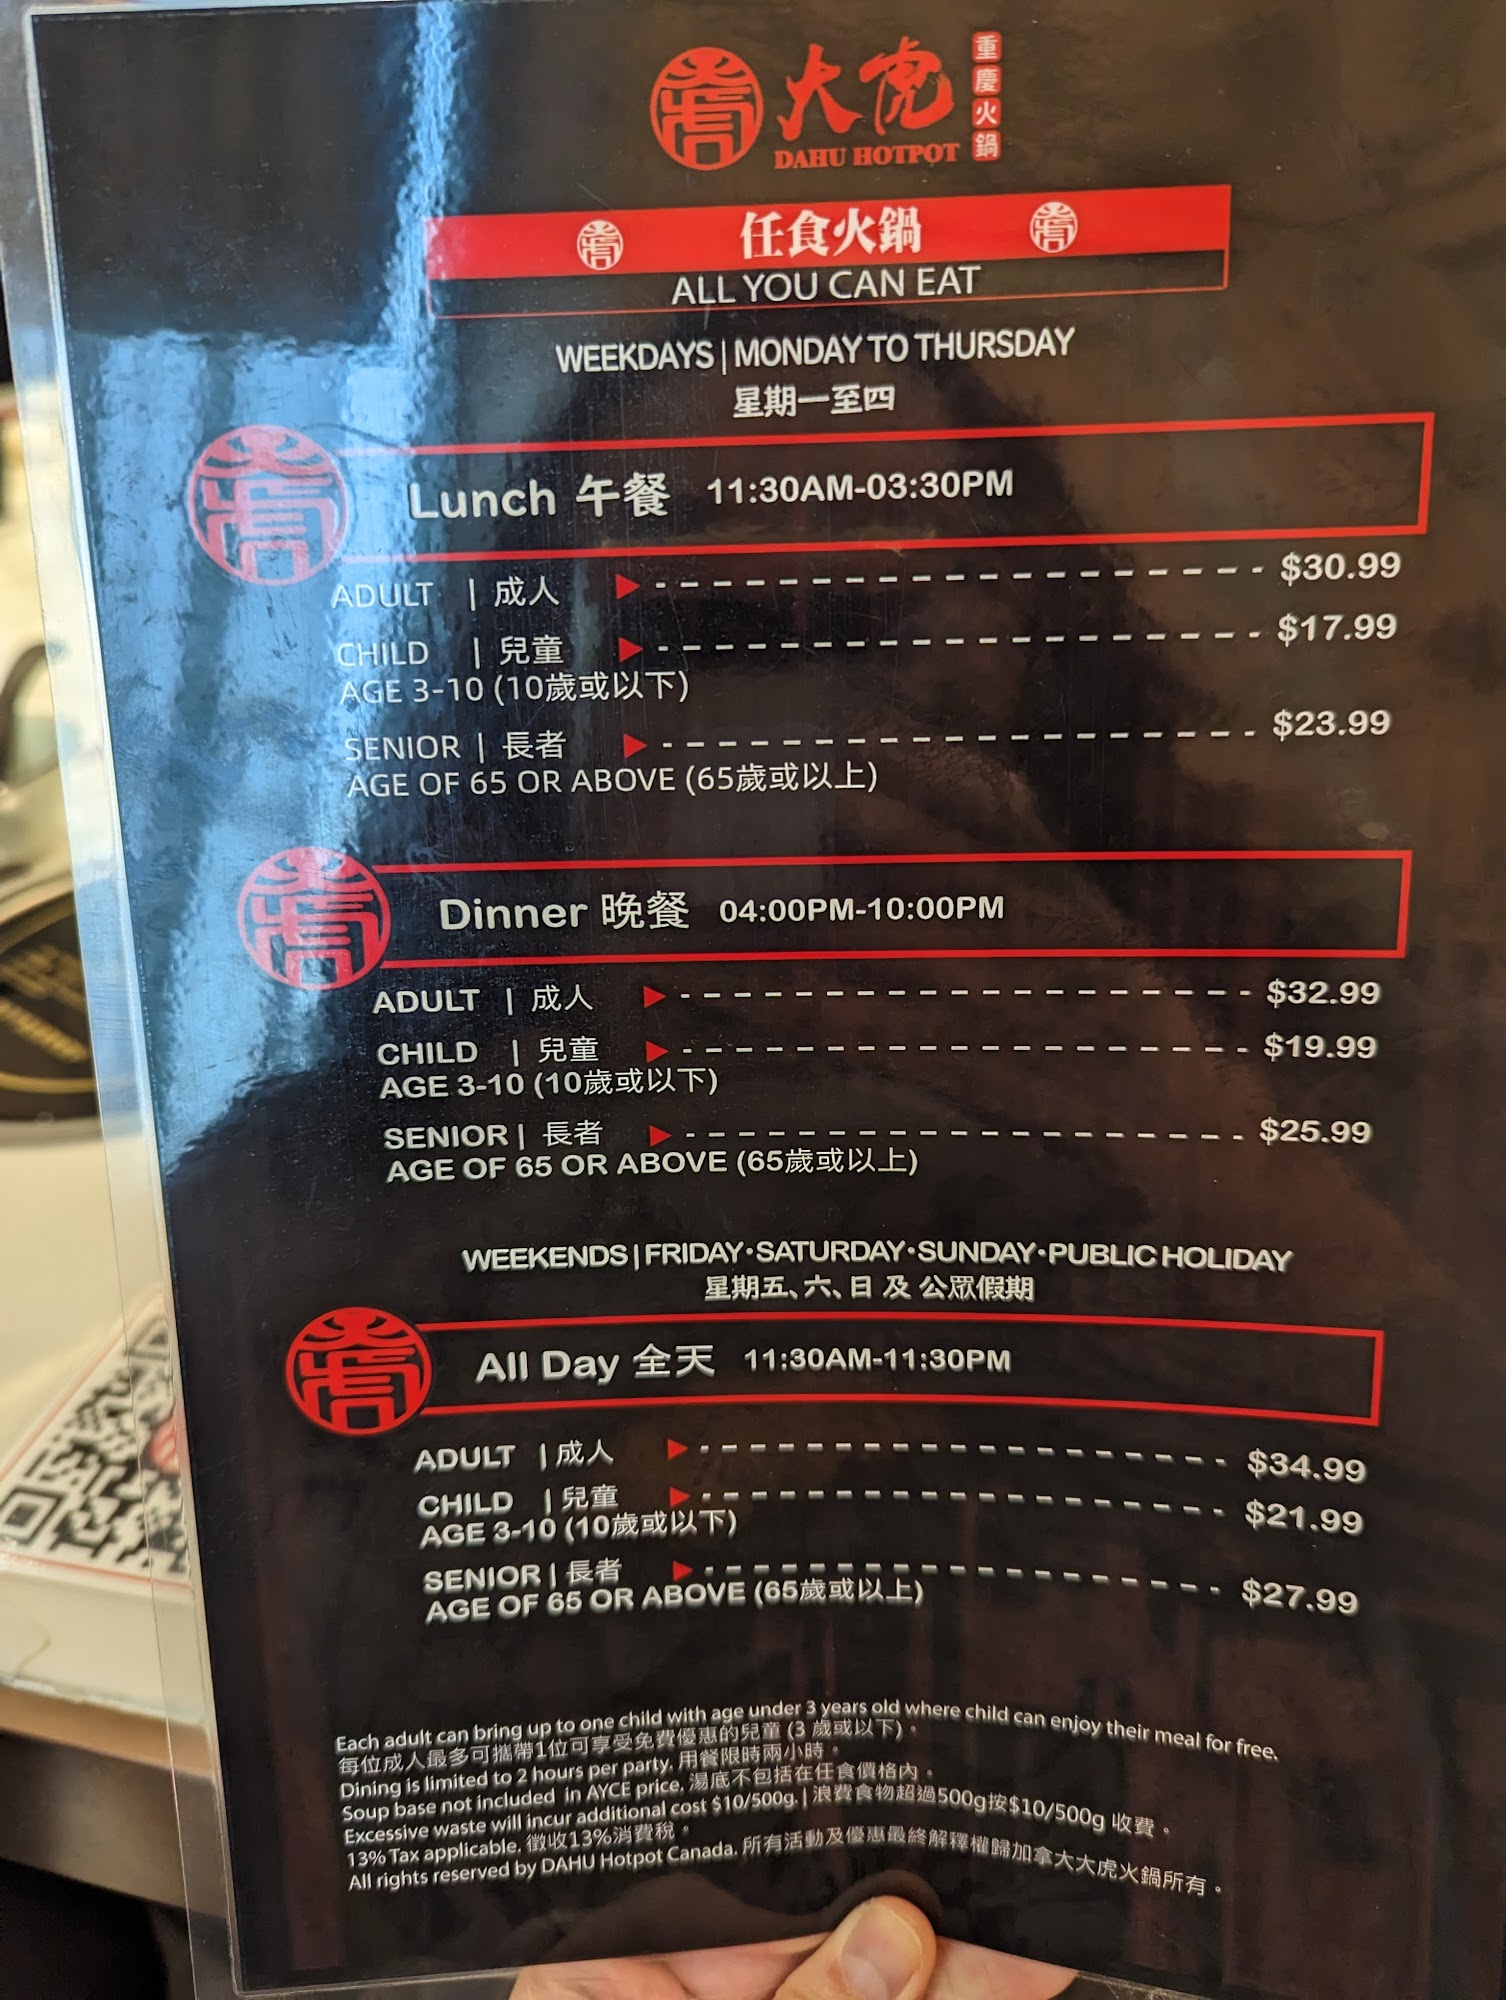 大虎
重慶火鍋
DAHU HOTPOT
任食火鍋
ALL YOU CAN EAT
WEEKDAYS | MONDAY TO THURSDAY
星期一至四
Lunch 午餐 11:30AM-03:30PM
ADULT | 成人 $30.99
CHILD | 兒童 $17.99
AGE 3-10 (10歲或以下)
SENIOR | 長者 $23.99
AGE OF 65 OR ABOVE (65歲或以上)
Dinner 晚餐 04:00PM-10:00PM
ADULT | 成人 $32.99
CHILD | 兒童 $19.99
AGE 3-10 (10歲或以下)
SENIOR | 長者 $25.99
AGE OF 65 OR ABOVE (65歲或以上)
WEEKENDS | FRIDAY·SATURDAY·SUNDAY·PUBLIC HOLIDAY
星期五、六、日 及 公眾假期
All Day 全天 11:30AM-11:30PM
ADULT | 成人 $34.99
CHILD | 兒童 $21.99
AGE 3-10 (10歲或以下)
SENIOR | 長者 $27.99
AGE OF 65 OR ABOVE (65歲或以上)
Each adult can bring up to one child with age under 3 years old where child can enjoy their meal for free.
每位成人最多可攜帶1位可享受免費優惠的兒童 (3 歲或以下)。
Dining is limited to 2 hours per party. 用餐限時兩小時。
Soup base not included in AYCE price. 湯底不包括在任食價格內。
Excessive waste will incur additional cost $10/500g. | 浪費食物超過500g按$10/500g 收費。
13% Tax applicable. 徵收13%消費稅。
All rights reserved by DAHU Hotpot Canada. 所有活動及優惠最終解釋權歸加拿大大虎火鍋所有。